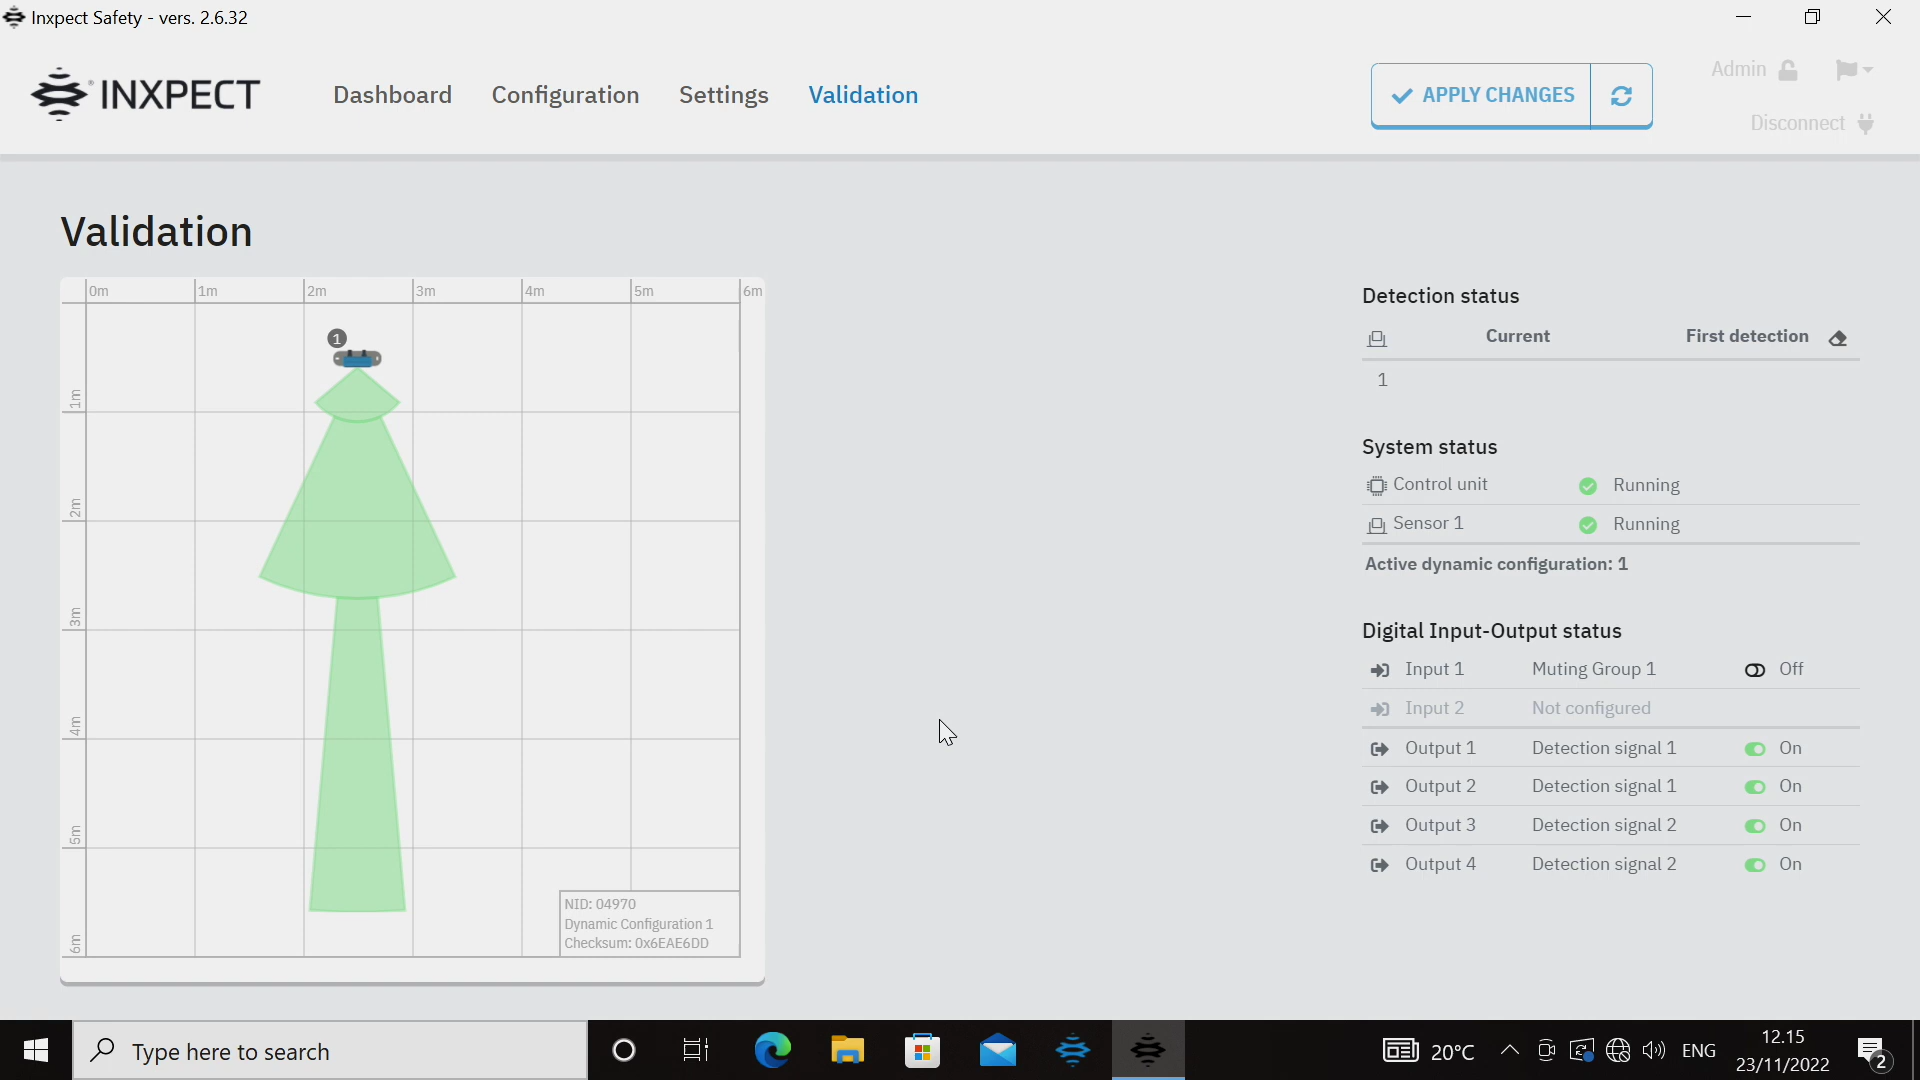 Inxpect Safety - vers. 2.6.32
INXPECT
Dashboard
Configuration
Settings
Validation
APPLY CHANGES
Admin
Disconnect
Validation
0m 1m 2m 3m 4m 5m 6m
1
1m
2m
3m
4m
5m
6m
NID: 04970
Dynamic Configuration 1
Checksum: 0x6EAE6DD
Detection status
Current First detection
1
System status
Control unit Running
Sensor 1 Running
Active dynamic configuration: 1
Digital Input-Output status
Input 1 Muting Group 1 Off
Input 2 Not configured
Output 1 Detection signal 1 On
Output 2 Detection signal 1 On
Output 3 Detection signal 2 On
Output 4 Detection signal 2 On
Type here to search
20°C
ENG
12.15
23/11/2022
2